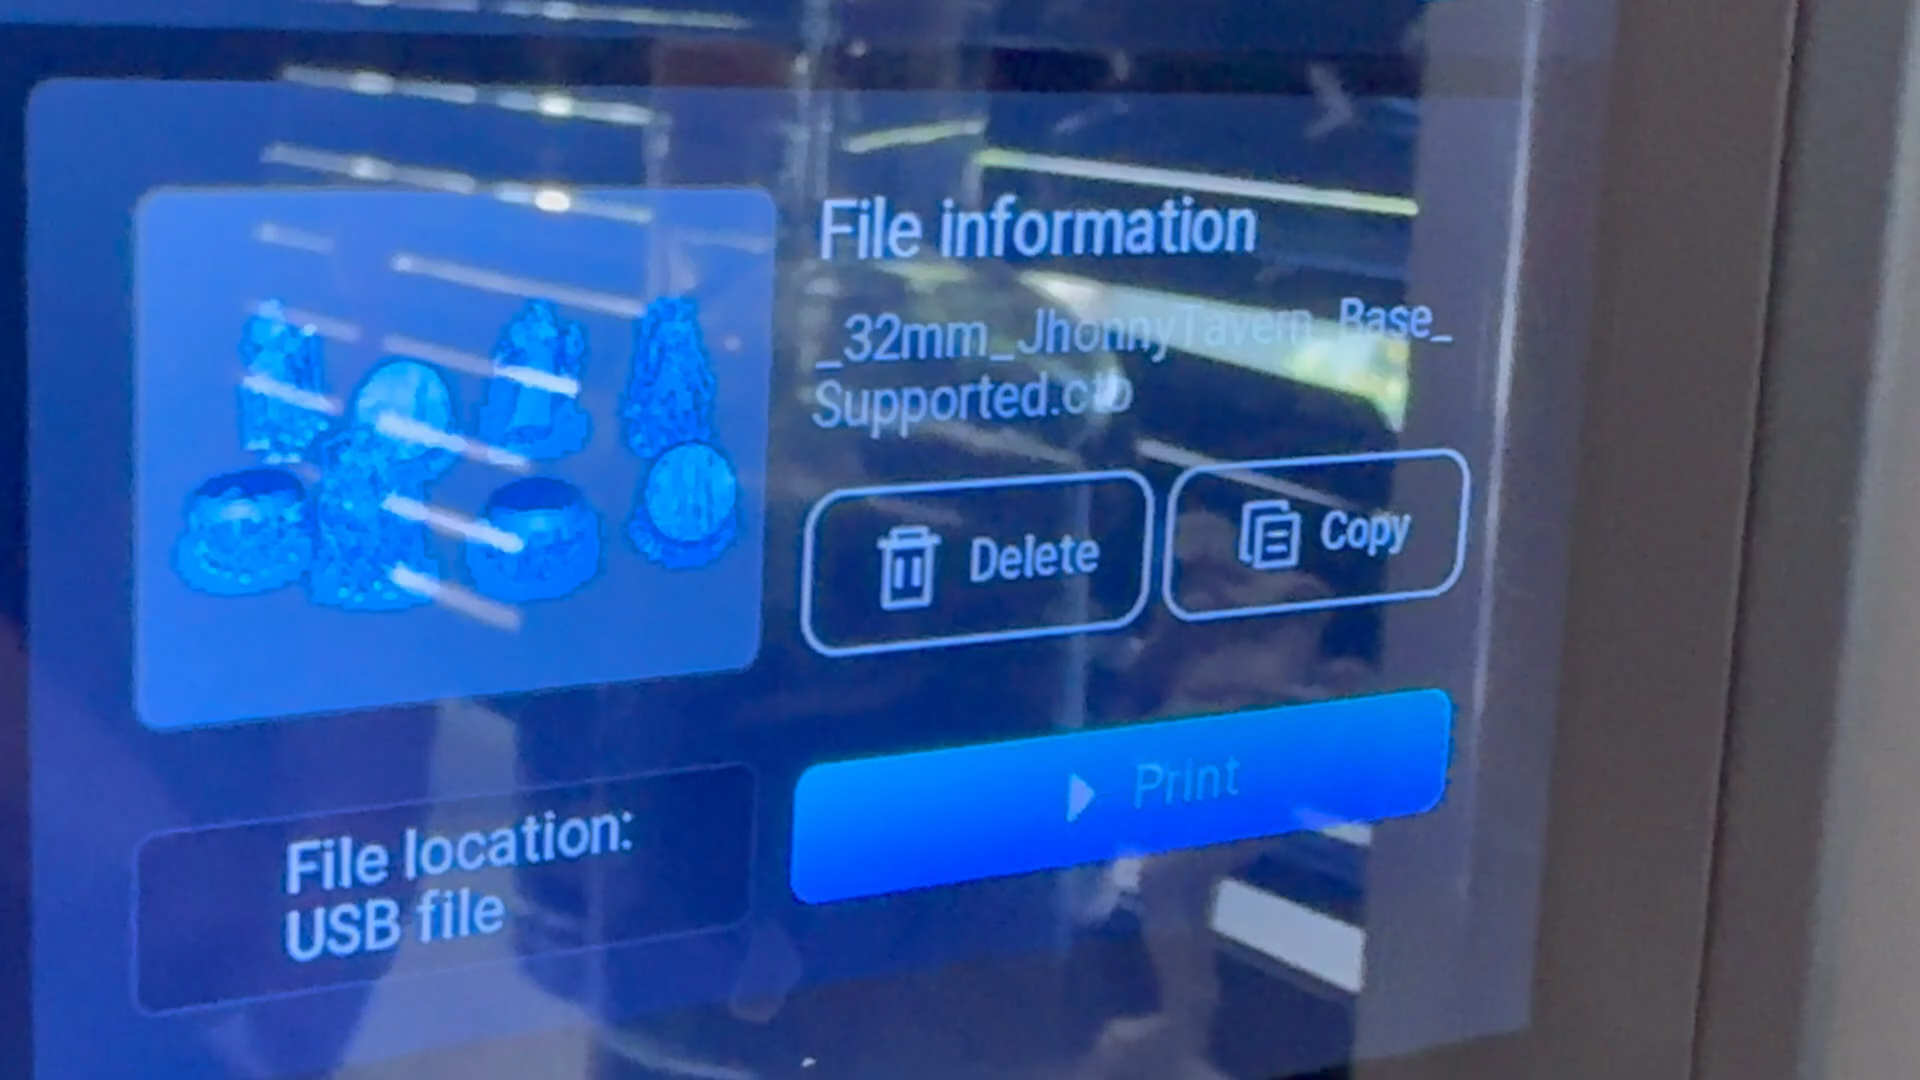 File information
_32mm_JhonnyTavern_Base_
Supported.ctb
Delete
Copy
Print
File location:
USB file